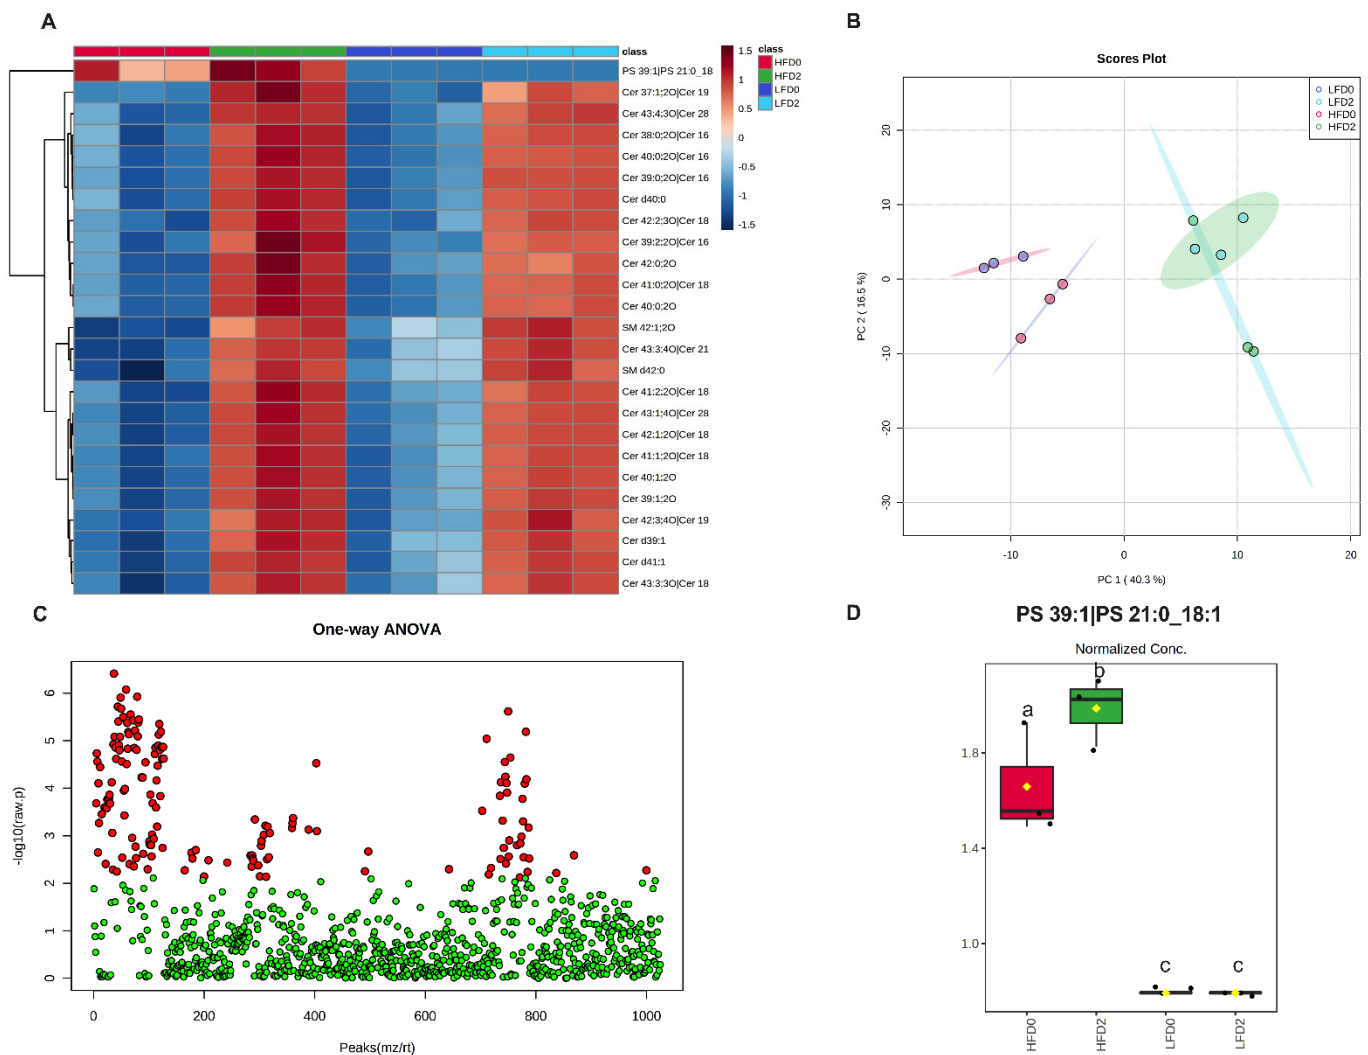 A
class
PS 39:1|PS 21:0_18
Cer 37:1;2O|Cer 19
Cer 43:4;3O|Cer 28
Cer 38:0;2O|Cer 16
Cer 40:0;2O|Cer 16
Cer 39:0;2O|Cer 16
Cer d40:0
Cer 42:2;3O|Cer 18
Cer 39:2;2O|Cer 16
Cer 42:0;2O
Cer 41:0;2O|Cer 18
Cer 40:0;2O
SM 42:1;2O
Cer 43:3;4O|Cer 21
SM d42:0
Cer 41:2;2O|Cer 18
Cer 43:1;4O|Cer 28
Cer 42:1;2O|Cer 18
Cer 41:1;2O|Cer 18
Cer 40:1;2O
Cer 39:1;2O
Cer 42:3;4O|Cer 19
Cer d39:1
Cer d41:1
Cer 43:3;3O|Cer 18
1.5
1
0.5
0
-0.5
-1
-1.5
class
HFD0
HFD2
LFD0
LFD2
B
Scores Plot
LFD0
LFD2
HFD0
HFD2
PC 2 ( 16.5 %)
20
10
0
-10
-20
-30
-10
0
10
20
PC 1 ( 40.3 %)
C
One-way ANOVA
-log10(raw.p)
6
5
4
3
2
1
0
0
200
400
600
800
1000
Peaks(mz/rt)
D
PS 39:1|PS 21:0_18:1
Normalized Conc.
1.8
1.4
1.0
a
b
c
c
HFD0
HFD2
LFD0
LFD2